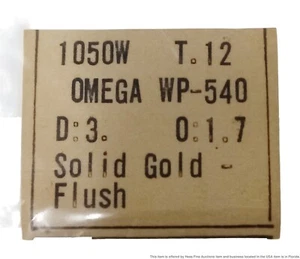 1050W T.12
OMEGA WP-540
D:3. O:1.7
Solid Gold -
Flush